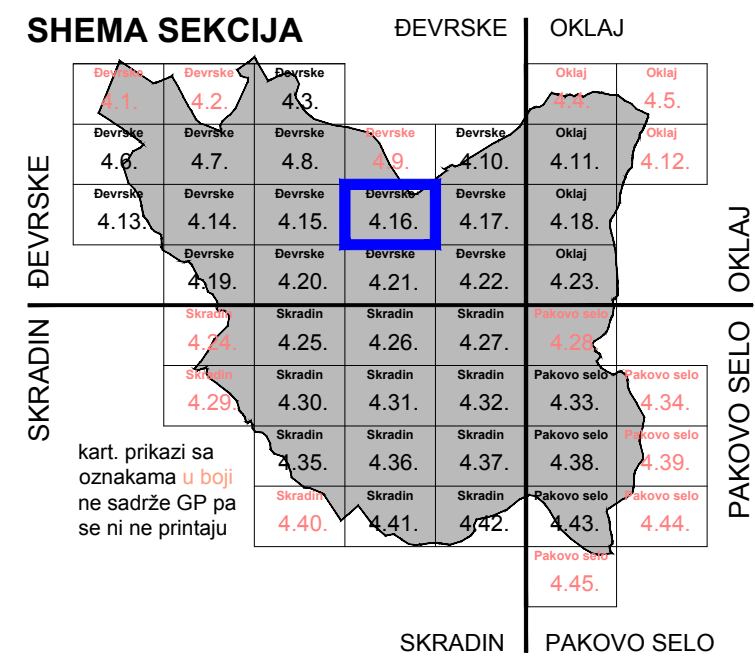 SHEMA SEKCIJA
ĐEVRSKE
OKLAJ
Đevrske Đevrske Đevrske Oklaj Oklaj
4.1. 4.2. 4.3. 4.4. 4.5.
Đevrske Đevrske Đevrske Đevrske Đevrske Oklaj Oklaj
4.6. 4.7. 4.8. 4.9. 4.10. 4.11. 4.12.
Đevrske Đevrske Đevrske Đevrske Đevrske Oklaj
4.13. 4.14. 4.15. 4.16. 4.17. 4.18.
Đevrske Đevrske Đevrske Đevrske Oklaj
4.19. 4.20. 4.21. 4.22. 4.23.
ĐEVRSKE
OKLAJ
Skradin Skradin Skradin Skradin Pakovo selo
4.24. 4.25. 4.26. 4.27. 4.28.
Skradin Skradin Skradin Skradin Pakovo selo Pakovo selo
4.29. 4.30. 4.31. 4.32. 4.33. 4.34.
Skradin Skradin Skradin Pakovo selo Pakovo selo
4.35. 4.36. 4.37. 4.38. 4.39.
Skradin Skradin Skradin Pakovo selo Pakovo selo
4.40. 4.41. 4.42. 4.43. 4.44.
Pakovo selo
4.45.
SKRADIN
PAKOVO SELO
kart. prikazi sa
oznakama u boji
ne sadrže GP pa
se ni ne printaju
SKRADIN
PAKOVO SELO